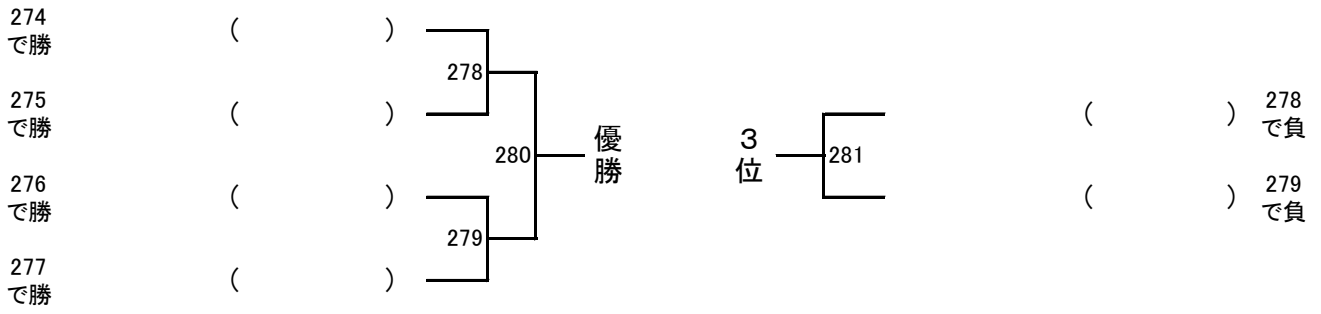 274
で勝
(　　　　)
278
275
で勝
(　　　　)
280
優勝
276
で勝
(　　　　)
279
277
で勝
(　　　　)
３位
281
(　　　　)
278
で負
(　　　　)
279
で負